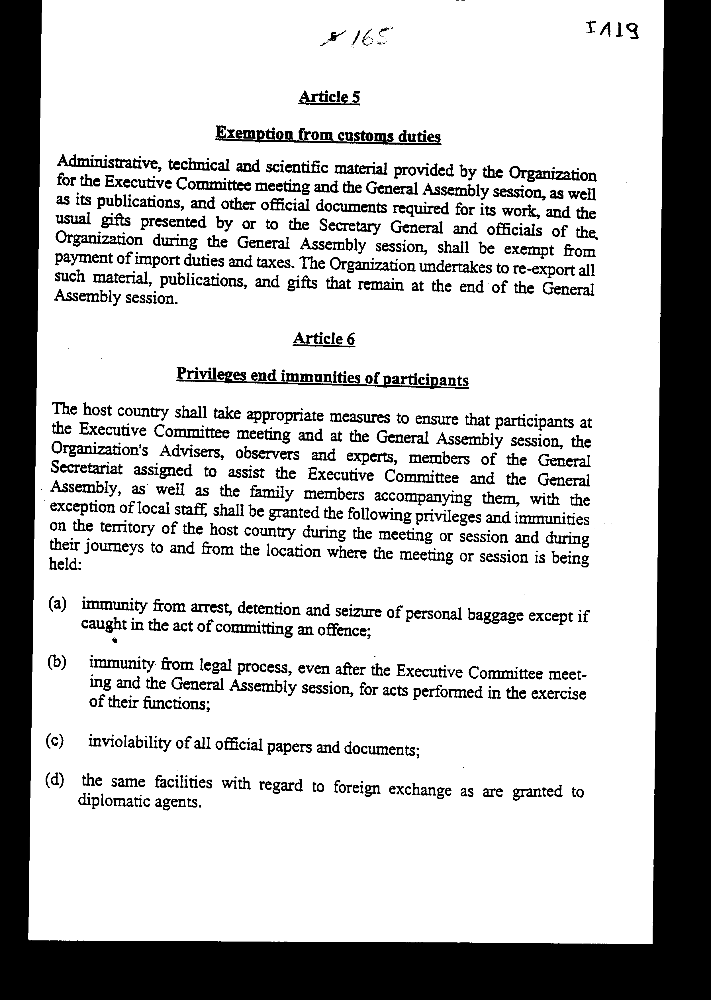 5 165
IA19
Article 5
Exemption from customs duties
Administrative, technical and scientific material provided by the Organization
for the Executive Committee meeting and the General Assembly session, as well
as its publications, and other official documents required for its work, and the
usual gifts presented by or to the Secretary General and officials of the
Organization during the General Assembly session, shall be exempt from
payment of import duties and taxes. The Organization undertakes to re-export all
such material, publications, and gifts that remain at the end of the General
Assembly session.
Article 6
Privileges end immunities of participants
The host country shall take appropriate measures to ensure that participants at
the Executive Committee meeting and at the General Assembly session, the
Organization's Advisers, observers and experts, members of the General
Secretariat assigned to assist the Executive Committee and the General
Assembly, as well as the family members accompanying them, with the
exception of local staff, shall be granted the following privileges and immunities
on the territory of the host country during the meeting or session and during
their journeys to and from the location where the meeting or session is being
held:
(a) immunity from arrest, detention and seizure of personal baggage except if
caught in the act of committing an offence;
(b) immunity from legal process, even after the Executive Committee meet-
ing and the General Assembly session, for acts performed in the exercise
of their functions;
(c) inviolability of all official papers and documents;
(d) the same facilities with regard to foreign exchange as are granted to
diplomatic agents.